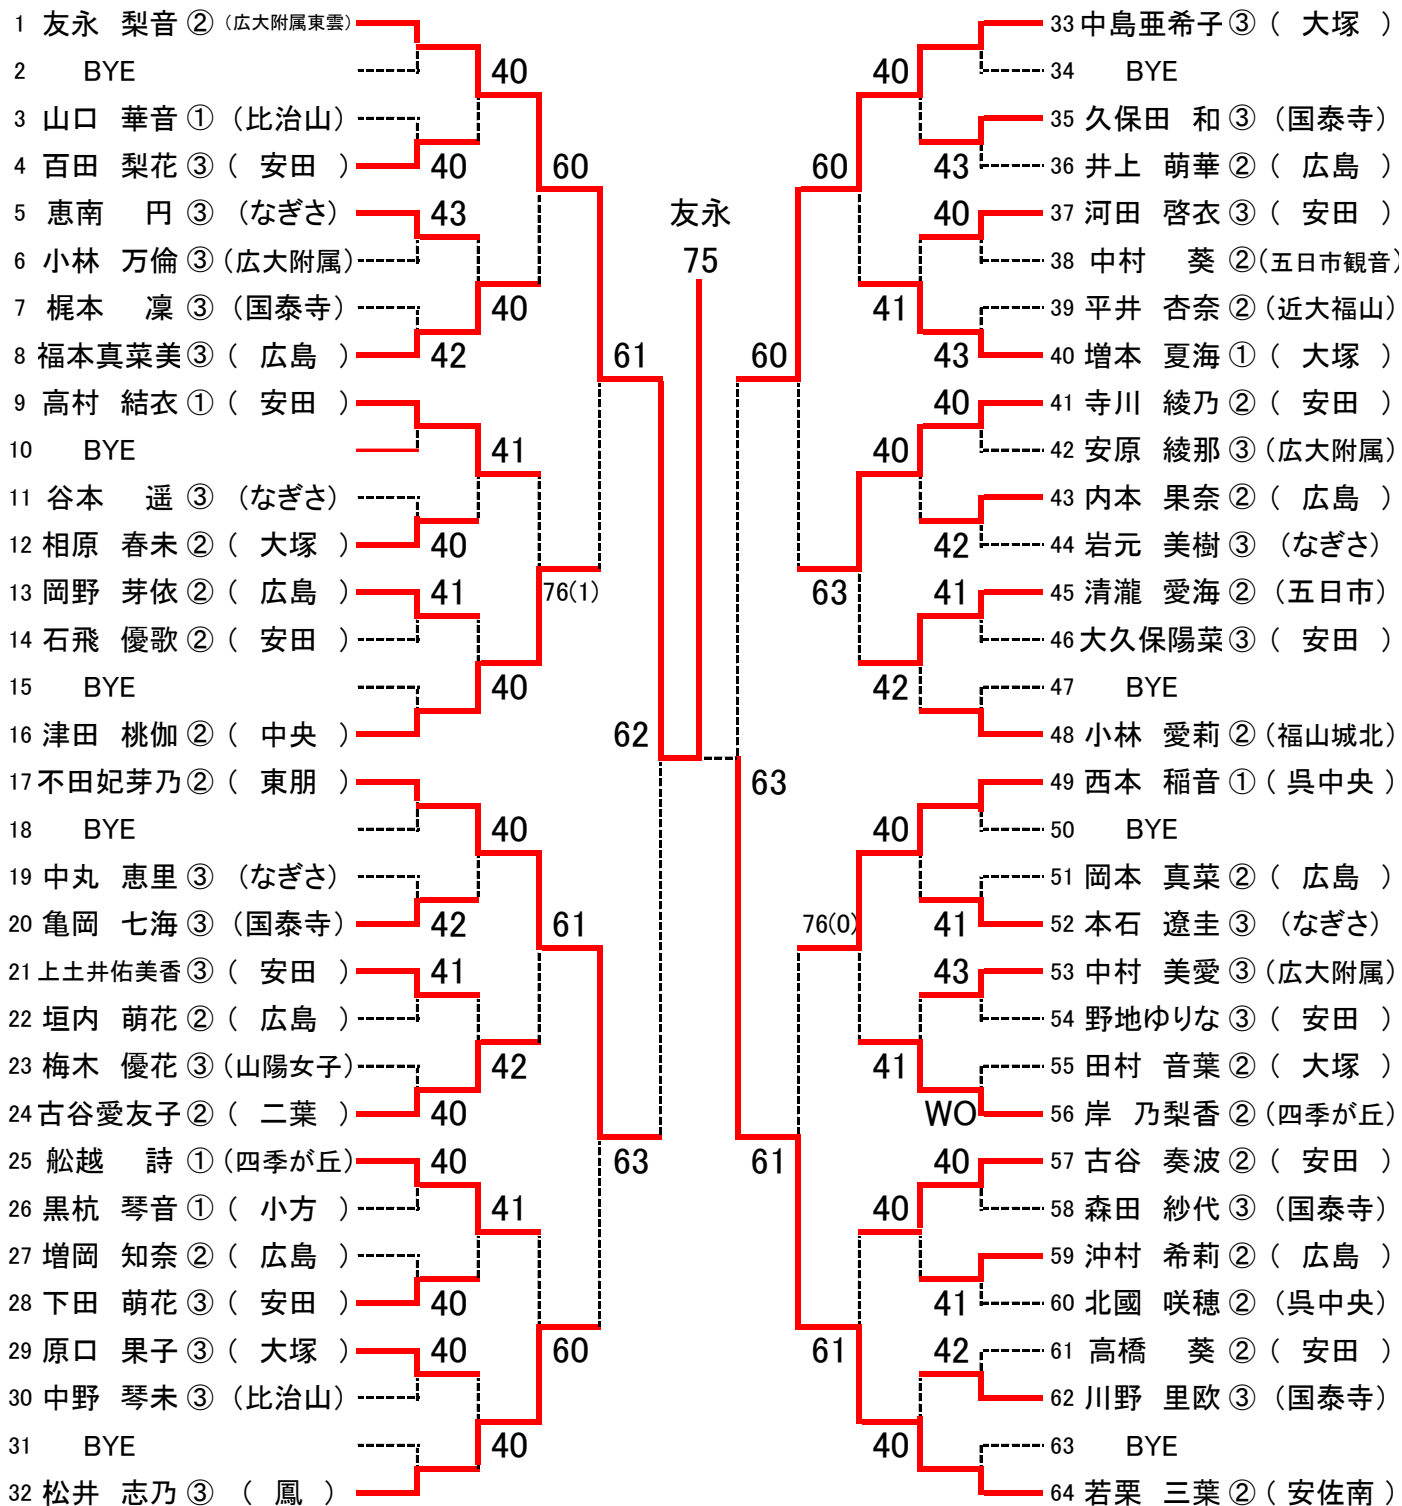 1 友永 梨音 ② (広大附属東雲)
2 BYE
3 山口 華音 ① (比治山)
4 百田 梨花 ③ ( 安田 )
5 恵南 円 ③ (なぎさ)
6 小林 万倫 ③ (広大附属)
7 梶本 凜 ③ (国泰寺)
8 福本真菜美 ③ ( 広島 )
9 高村 結衣 ① ( 安田 )
10 BYE
11 谷本 遥 ③ (なぎさ)
12 相原 春未 ② ( 大塚 )
13 岡野 芽依 ② ( 広島 )
14 石飛 優歌 ② ( 安田 )
15 BYE
16 津田 桃伽 ② ( 中央 )
17 不田妃芽乃 ② ( 東朋 )
18 BYE
19 中丸 恵里 ③ (なぎさ)
20 亀岡 七海 ③ (国泰寺)
21 上土井佑美香 ③ ( 安田 )
22 垣内 萌花 ② ( 広島 )
23 梅木 優花 ③ (山陽女子)
24 古谷愛友子 ② ( 二葉 )
25 舩越 詩 ① (四季が丘)
26 黒杭 琴音 ① ( 小方 )
27 増岡 知奈 ② ( 広島 )
28 下田 萌花 ③ ( 安田 )
29 原口 果子 ③ ( 大塚 )
30 中野 琴未 ③ (比治山)
31 BYE
32 松井 志乃 ③ ( 鳳 )
40
43
42
40
41
42
41
40
40
40
40
40
40
41
40
40
42
41
40
60
76(1)
61
60
61
63
62
友永
75
63
60
61
60
63
76(0)
61
40
41
40
42
40
41
40
40
43
40
43
40
42
41
41
43
WO
40
41
42
33 中島亜希子 ③ ( 大塚 )
34 BYE
35 久保田 和 ③ (国泰寺)
36 井上 萌華 ② ( 広島 )
37 河田 啓衣 ③ ( 安田 )
38 中村 葵 ② (五日市観音)
39 平井 杏奈 ② (近大福山)
40 増本 夏海 ① ( 大塚 )
41 寺川 綾乃 ② ( 安田 )
42 安原 綾那 ③ (広大附属)
43 内本 果奈 ② ( 広島 )
44 岩元 美樹 ③ (なぎさ)
45 清瀧 愛海 ② (五日市)
46 大久保陽菜 ③ ( 安田 )
47 BYE
48 小林 愛莉 ② (福山城北)
49 西本 稲音 ① ( 呉中央 )
50 BYE
51 岡本 真菜 ② ( 広島 )
52 本石 遼圭 ③ (なぎさ)
53 中村 美愛 ③ (広大附属)
54 野地ゆりな ③ ( 安田 )
55 田村 音葉 ② ( 大塚 )
56 岸 乃梨香 ② (四季が丘)
57 古谷 奏波 ② ( 安田 )
58 森田 紗代 ③ (国泰寺)
59 沖村 希莉 ② ( 広島 )
60 北國 咲穂 ② (呉中央)
61 高橋 葵 ② ( 安田 )
62 川野 里欧 ③ (国泰寺)
63 BYE
64 若栗 三葉 ② ( 安佐南 )